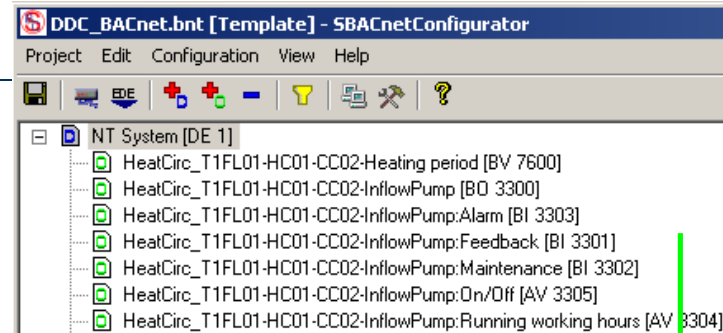 DDC_BACnet.bnt [Template] - SBACnetConfigurator
Project Edit Configuration View Help
EDE D O ?
D NT System [DE 1]
O HeatCirc_T1FL01-HC01-CC02-Heating period [BV 7600]
O HeatCirc_T1FL01-HC01-CC02-InflowPump [BO 3300]
O HeatCirc_T1FL01-HC01-CC02-InflowPump:Alarm [BI 3303]
O HeatCirc_T1FL01-HC01-CC02-InflowPump:Feedback [BI 3301]
O HeatCirc_T1FL01-HC01-CC02-InflowPump:Maintenance [BI 3302]
O HeatCirc_T1FL01-HC01-CC02-InflowPump:On/Off [AV 3305]
O HeatCirc_T1FL01-HC01-CC02-InflowPump:Running working hours [AV 3304]